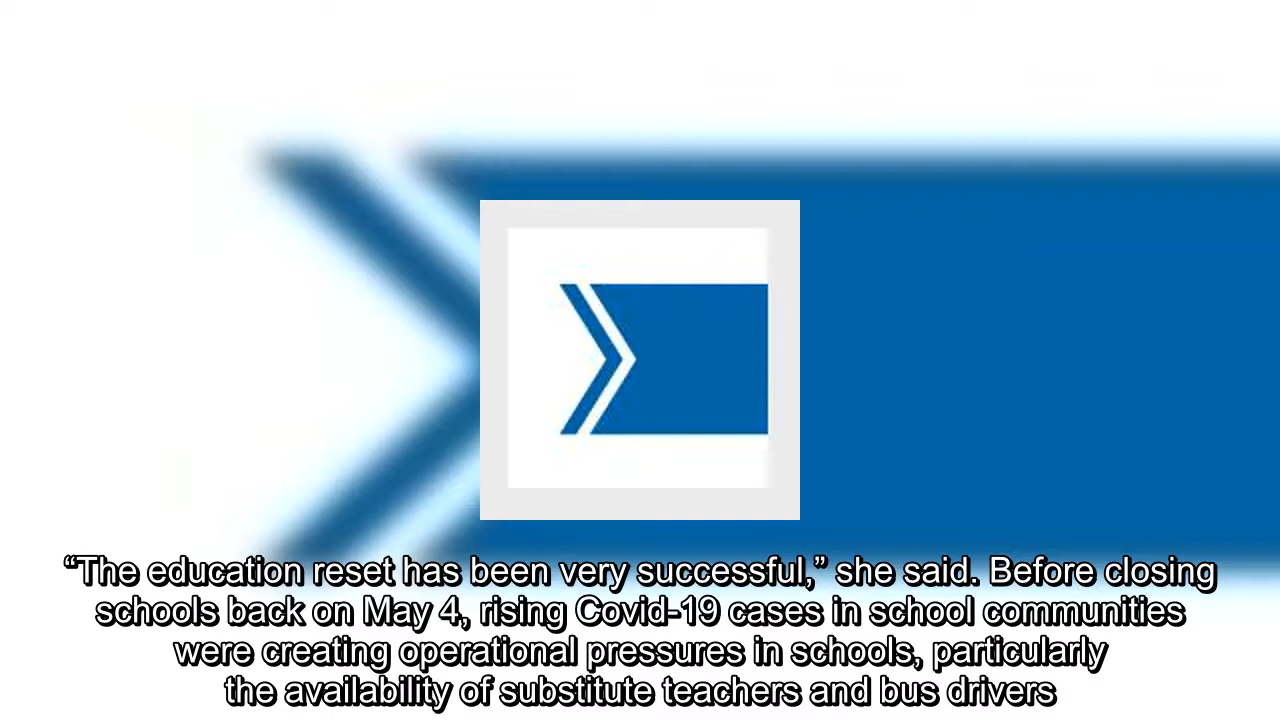 “The education reset has been very successful,” she said. Before closing
schools back on May 4, rising Covid-19 cases in school communities
were creating operational pressures in schools, particularly
the availability of substitute teachers and bus drivers